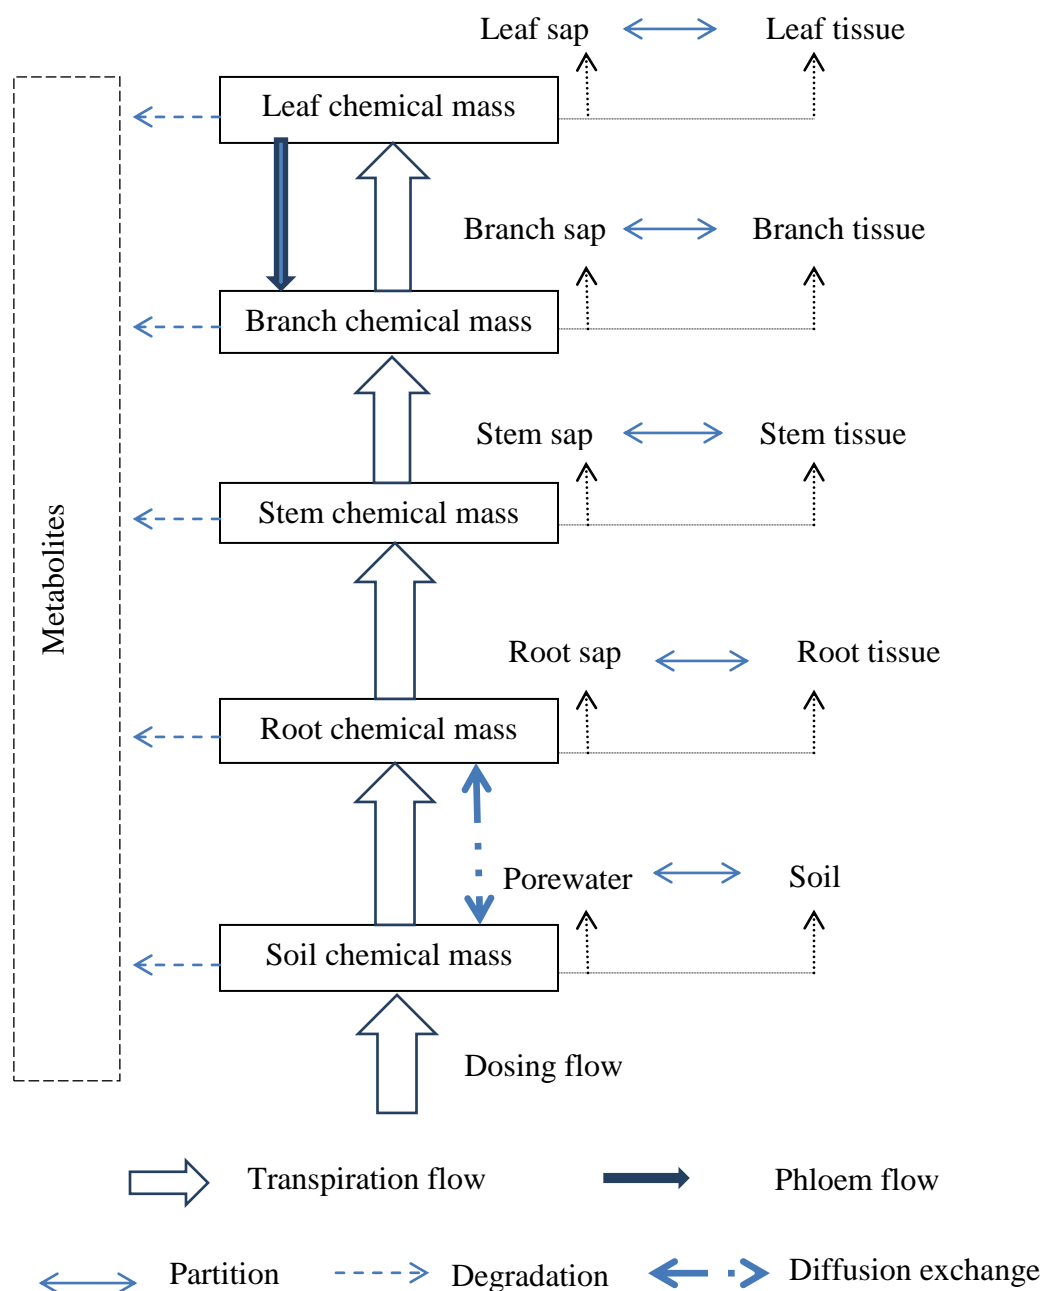 Leaf sap
Leaf tissue
Leaf chemical mass
Branch sap
Branch tissue
Branch chemical mass
Stem sap
Stem tissue
Stem chemical mass
Metabolites
Root sap
Root tissue
Root chemical mass
Porewater
Soil
Soil chemical mass
Dosing flow
Transpiration flow
Phloem flow
Partition
Degradation
Diffusion exchange